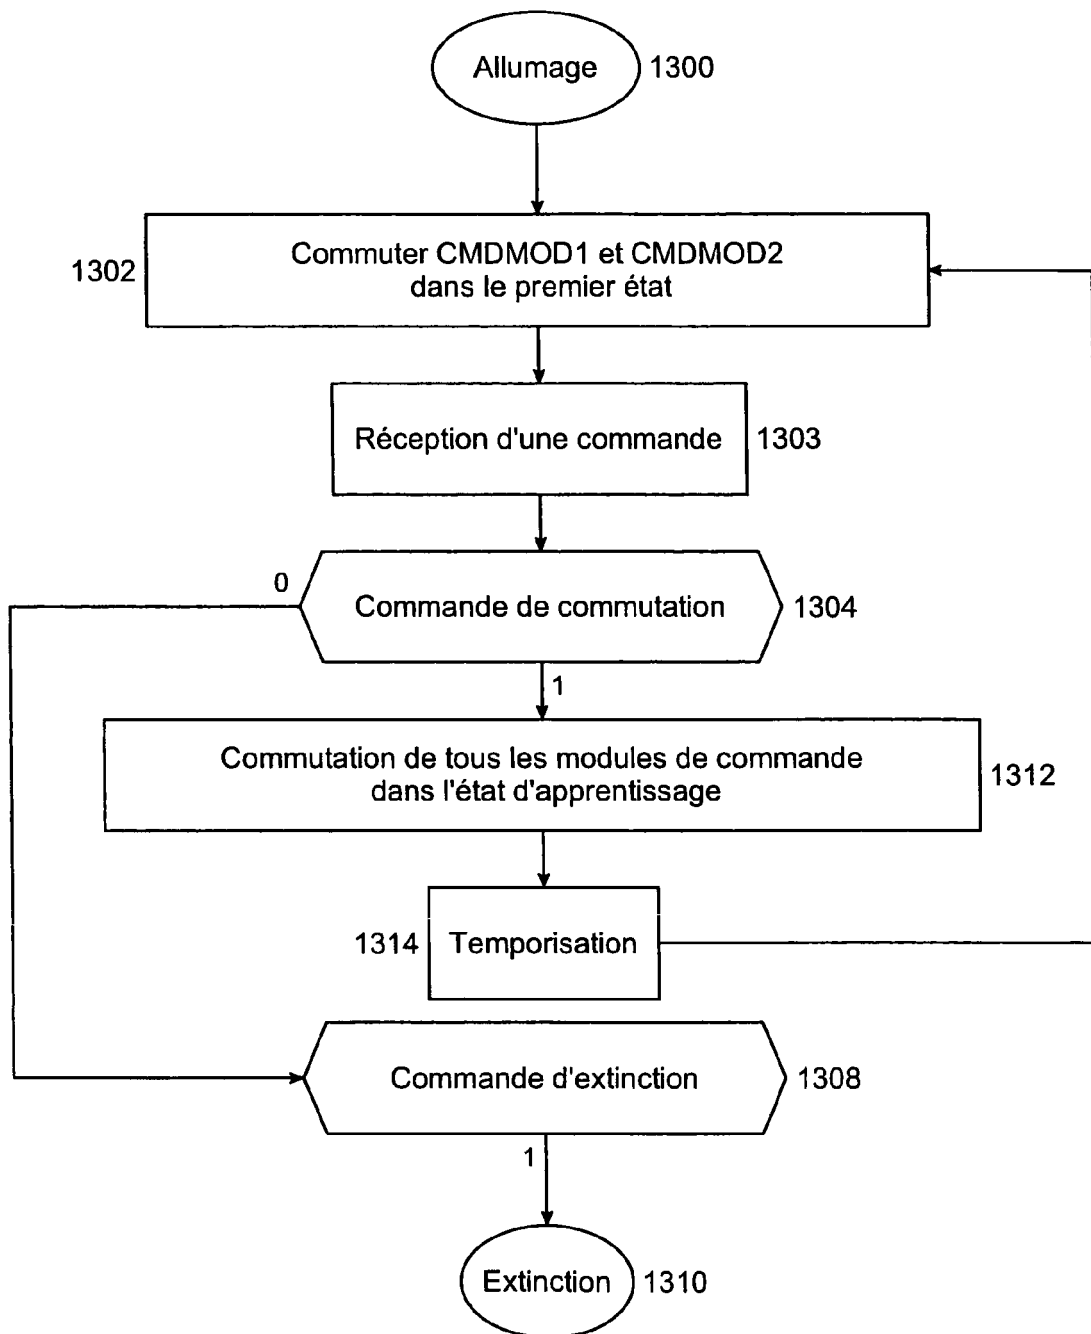 Allumage 1300
Commuter CMDMOD1 et CMDMOD2
dans le premier état
1302
Réception d'une commande 1303
0
Commande de commutation 1304
1
Commutation de tous les modules de commande
dans l'état d'apprentissage
1312
1314 Temporisation
Commande d'extinction 1308
1
Extinction 1310